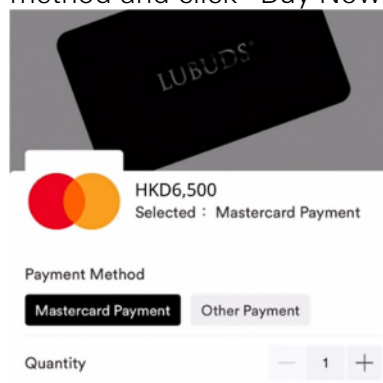 method and click "Buy Now"
LUBUDS
HKD6,500
Selected : Mastercard Payment
Payment Method
Mastercard Payment
Other Payment
Quantity
1